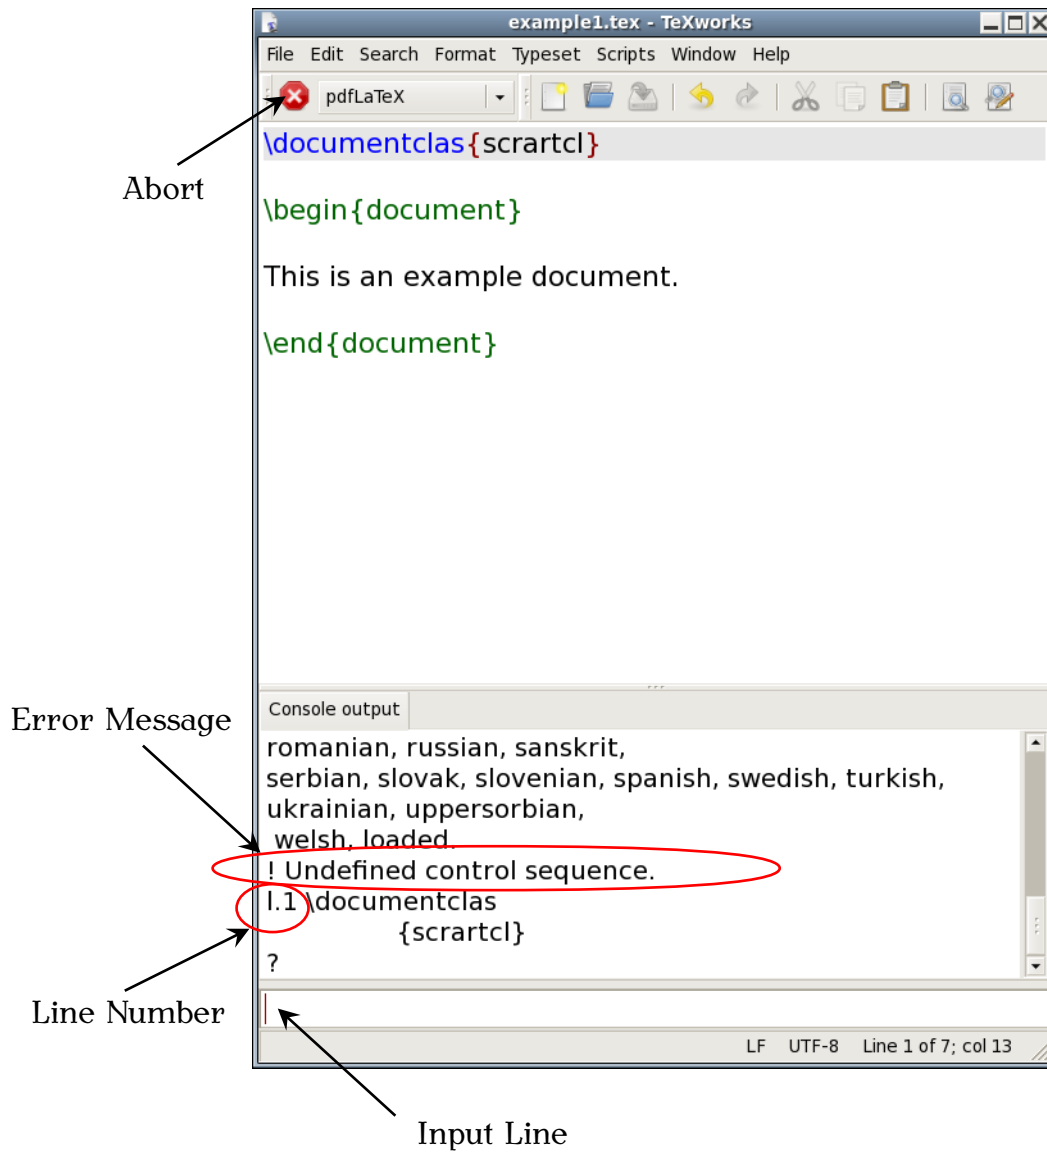 example1.tex - TeXworks
File Edit Search Format Typeset Scripts Window Help
pdfLaTeX
\documentclas{scrartcl}
Abort
\begin{document}
This is an example document.
\end{document}
Console output
Error Message
romanian, russian, sanskrit,
serbian, slovak, slovenian, spanish, swedish, turkish,
ukrainian, uppersorbian,
welsh, loaded.
! Undefined control sequence.
l.1 \documentclas
{scrartcl}
?
Line Number
LF UTF-8 Line 1 of 7; col 13
Input Line